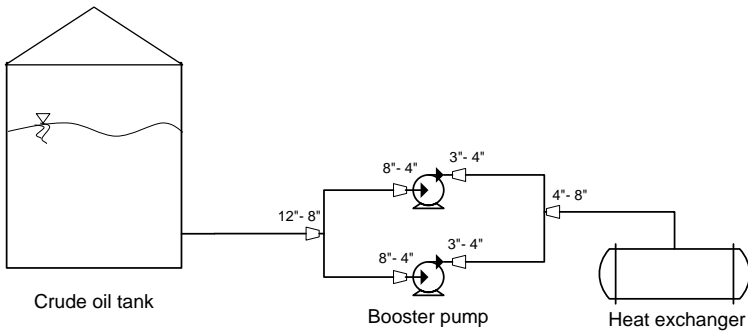 3"- 4"
8"- 4"
4"- 8"
12"- 8"
8"- 4"
3"- 4"
Crude oil tank
Booster pump
Heat exchanger